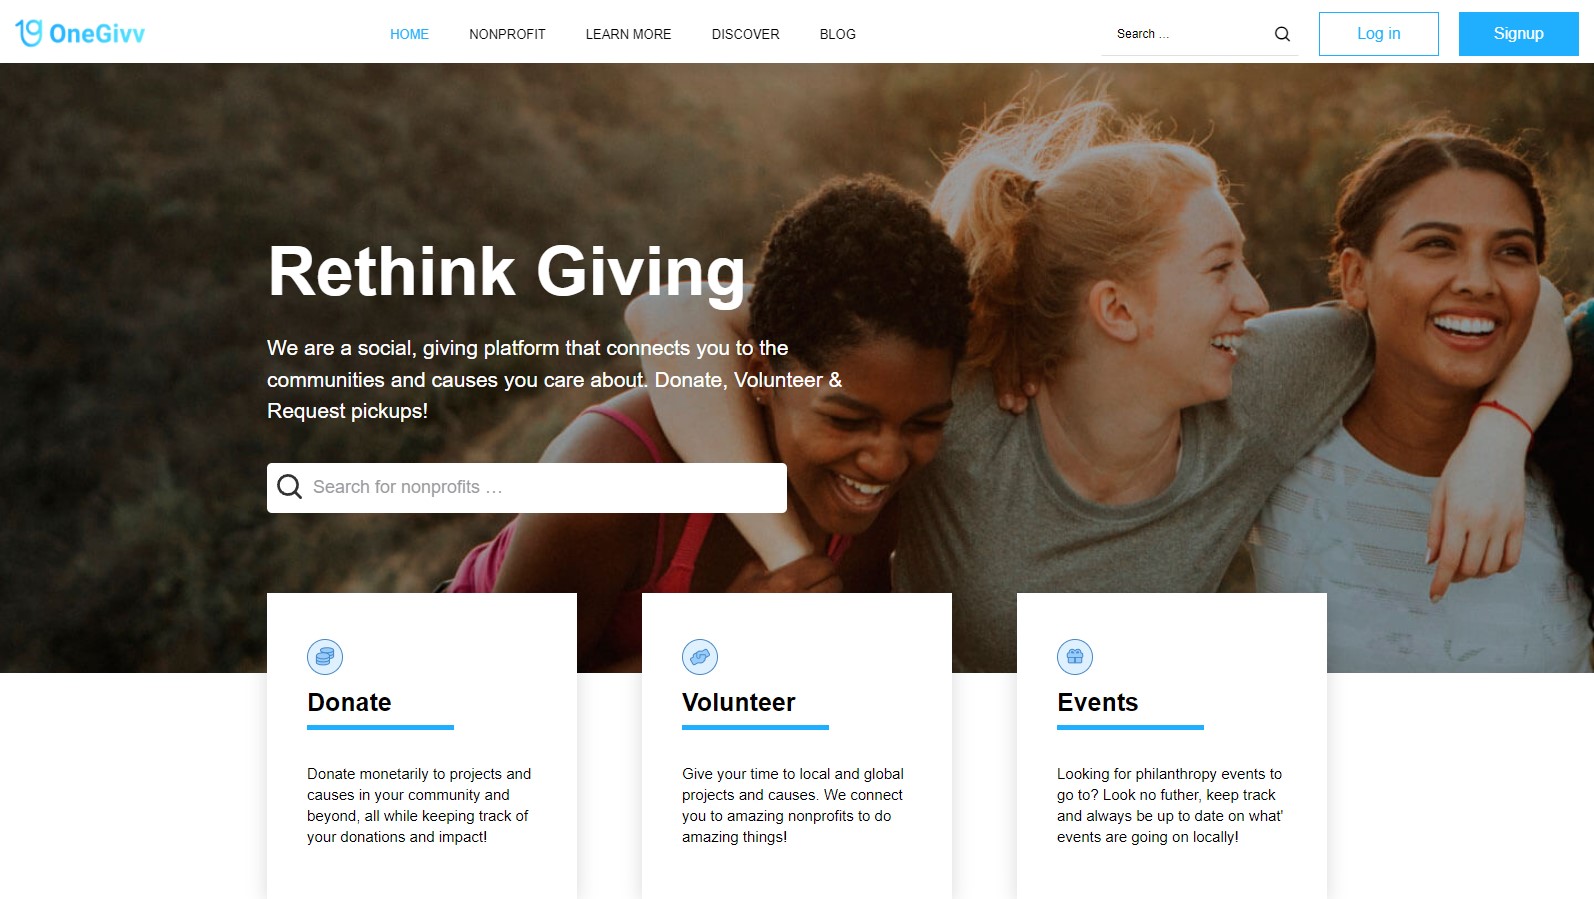 OneGivv
HOME NONPROFIT LEARN MORE DISCOVER BLOG
Search ...
Log in
Signup
Rethink Giving
We are a social, giving platform that connects you to the
communities and causes you care about. Donate, Volunteer &
Request pickups!
Search for nonprofits ...
Donate
Donate monetarily to projects and
causes in your community and
beyond, all while keeping track of
your donations and impact!
Volunteer
Give your time to local and global
projects and causes. We connect
you to amazing nonprofits to do
amazing things!
Events
Looking for philanthropy events to
go to? Look no futher, keep track
and always be up to date on what'
events are going on locally!